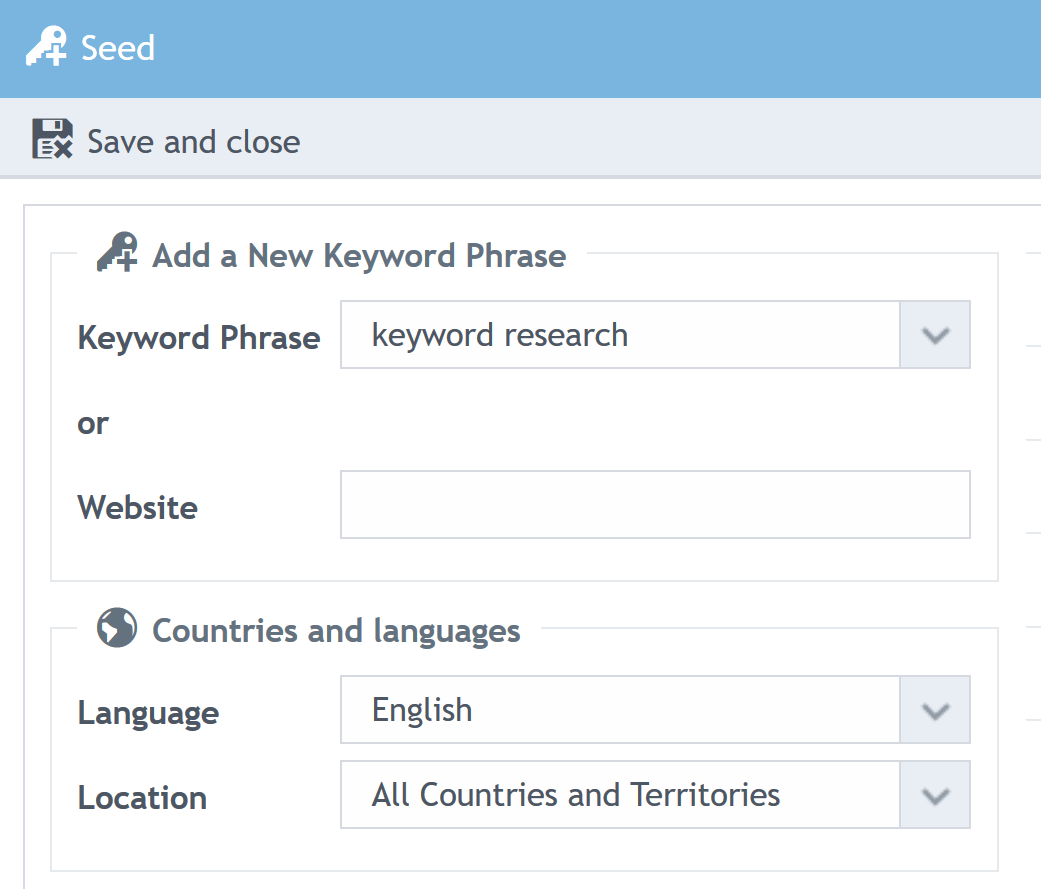 Seed
Save and close
Add a New Keyword Phrase
Keyword Phrase keyword research
or
Website
Countries and languages
Language English
Location All Countries and Territories